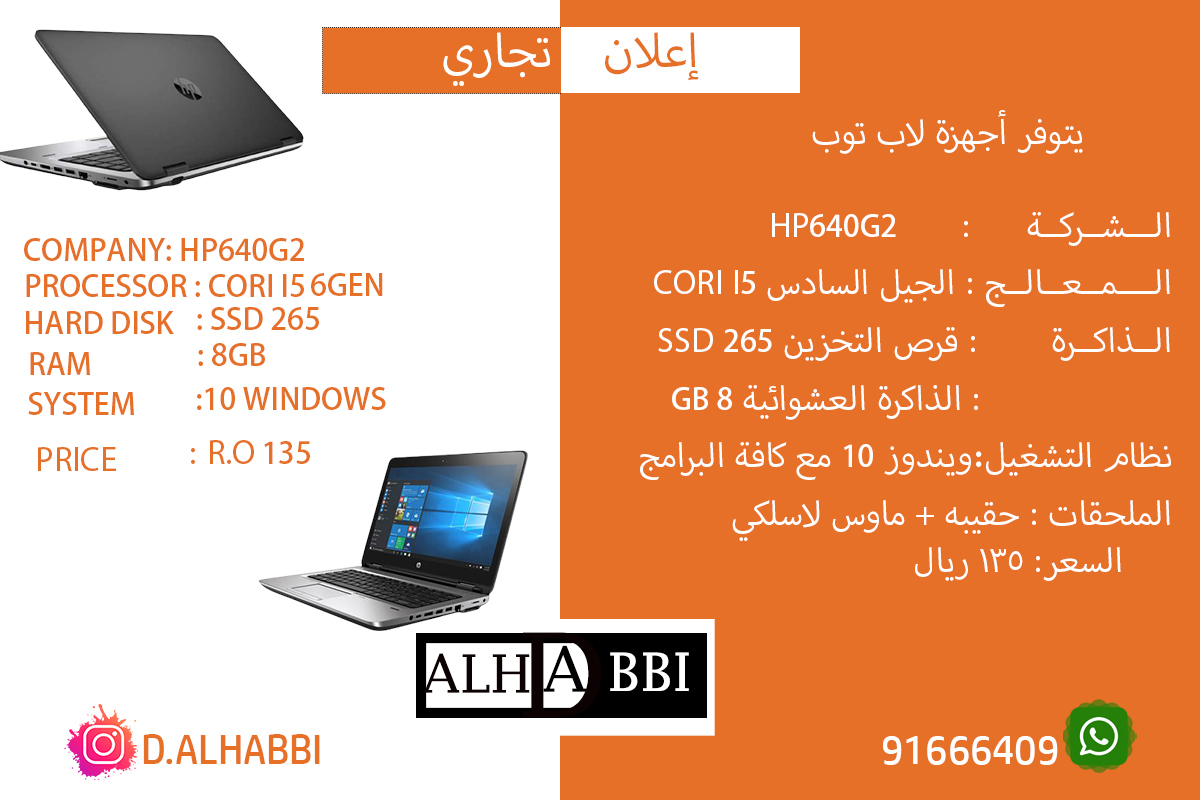 إعلان تجاري
يتوفر أجهزة لاب توب
الـــشــركــة : HP640G2
الـــمــعــالــج : الجيل السادس CORI I5
الــذاكــرة : قرص التخزين SSD 265
: الذاكرة العشوائية 8 GB
نظام التشغيل:ويندوز 10 مع كافة البرامج
الملحقات : حقيبه + ماوس لاسلكي
السعر: ١٣٥ ريال
COMPANY: HP640G2
PROCESSOR : CORI I5 6GEN
HARD DISK : SSD 265
RAM : 8GB
SYSTEM :10 WINDOWS
PRICE : R.O 135
ALHABBI
D.ALHABBI
91666409